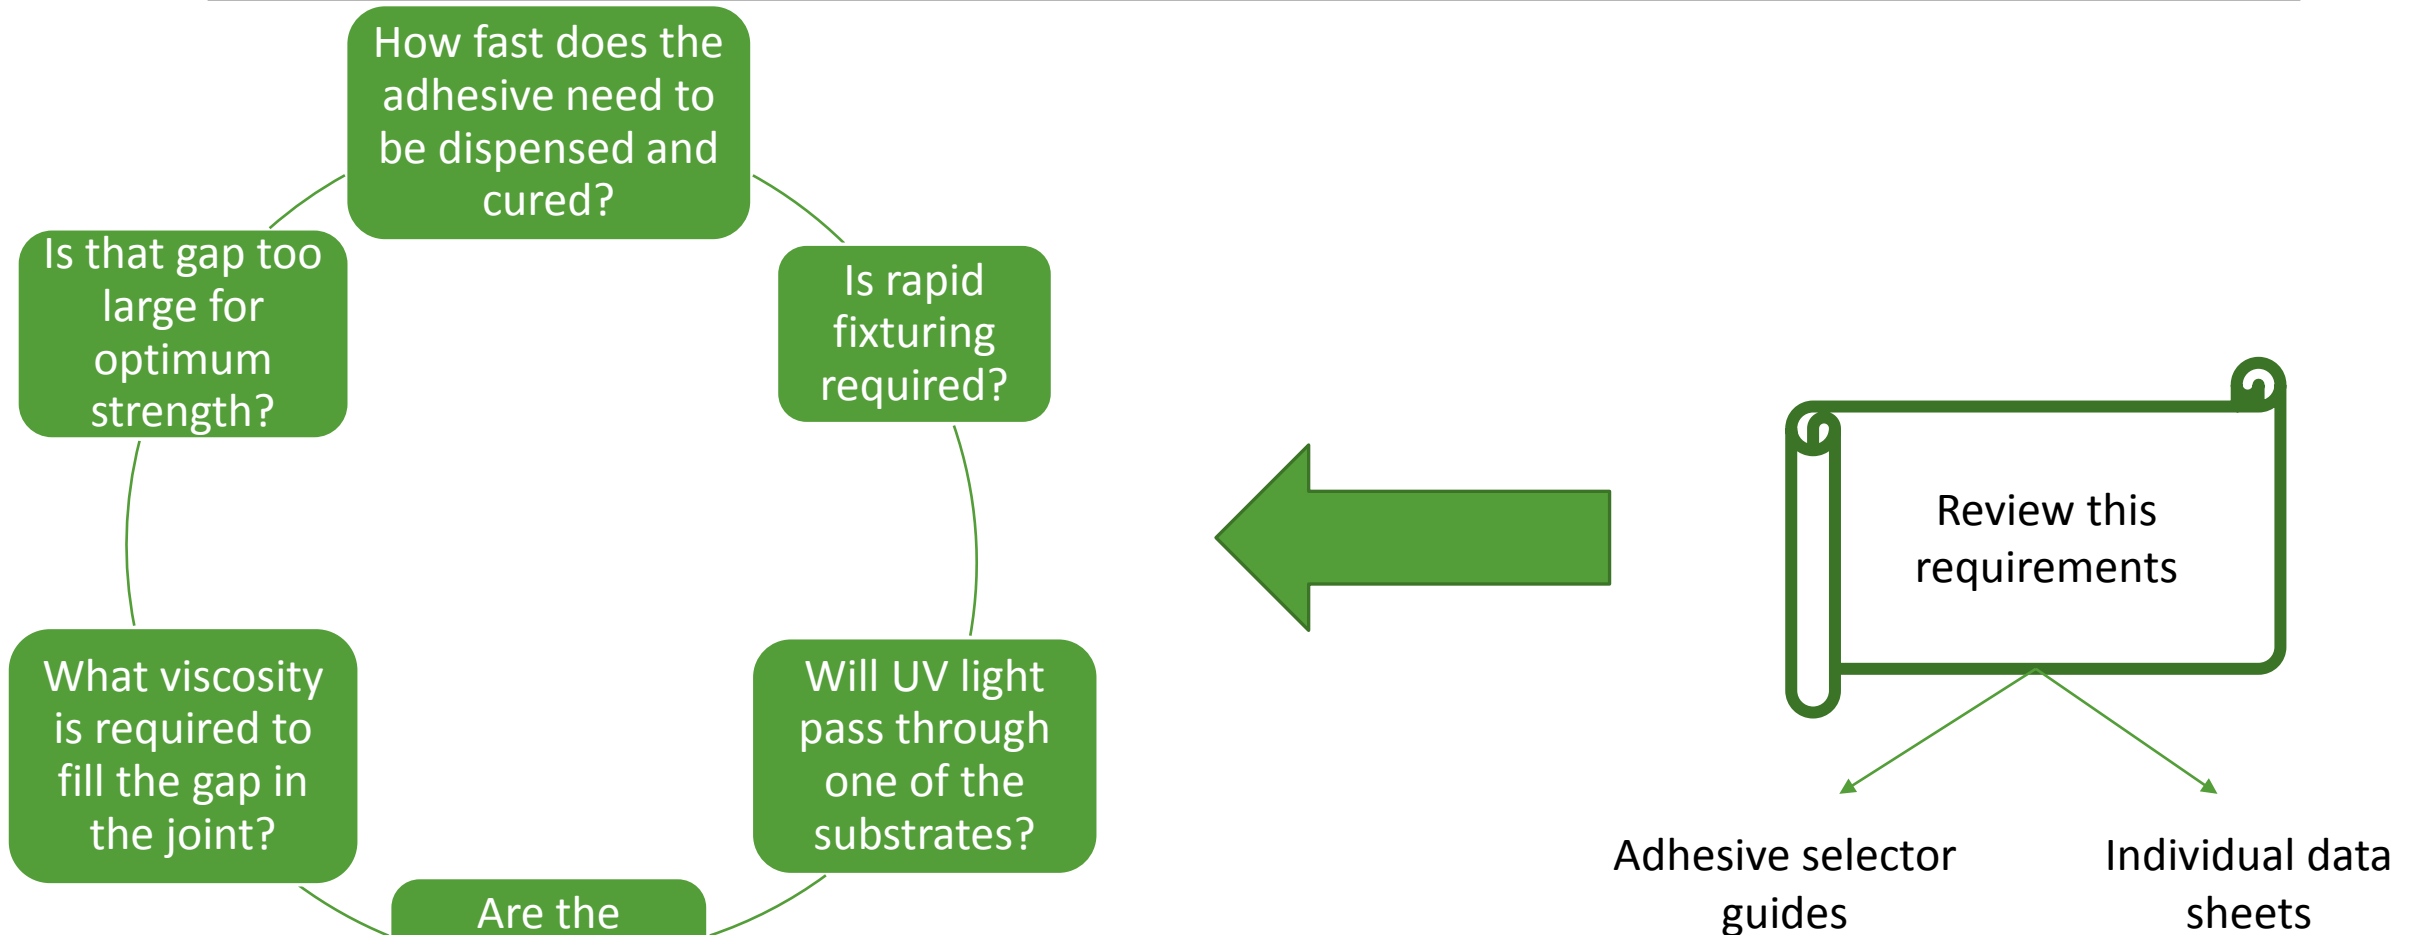 How fast does the
adhesive need to
be dispensed and
cured?
Is rapid
fixturing
required?
Will UV light
pass through
one of the
substrates?
Are the
What viscosity
is required to
fill the gap in
the joint?
Is that gap too
large for
optimum
strength?
Review this
requirements
Adhesive selector
guides
Individual data
sheets